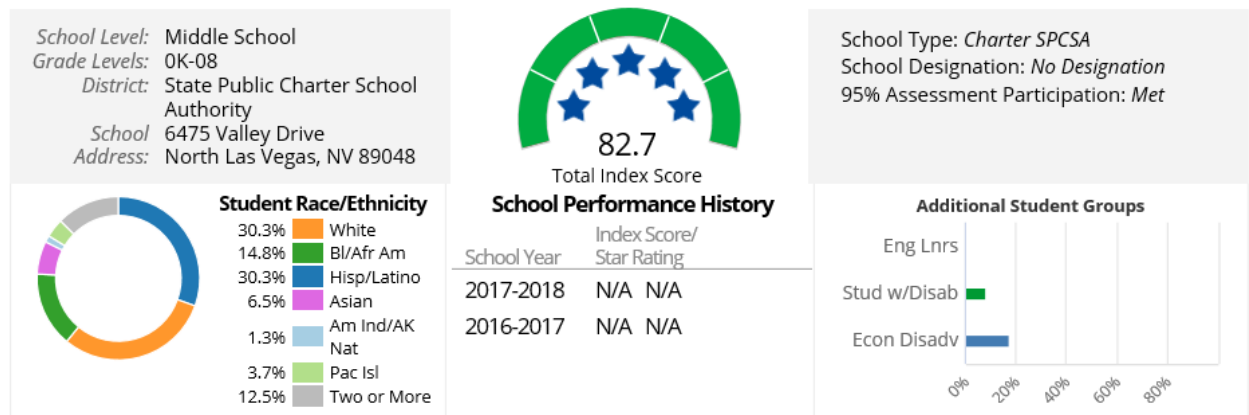 School Level: Middle School
Grade Levels: 0K-08
District: State Public Charter School
Authority
School 6475 Valley Drive
Address: North Las Vegas, NV 89048
82.7
Total Index Score
School Type: Charter SPCSA
School Designation: No Designation
95% Assessment Participation: Met
Student Race/Ethnicity
30.3% White
14.8% Bl/Afr Am
30.3% Hisp/Latino
6.5% Asian
1.3% Am Ind/AK
Nat
3.7% Pac Isl
12.5% Two or More
School Performance History
School Year Index Score/
Star Rating
2017-2018 N/A N/A
2016-2017 N/A N/A
Additional Student Groups
Eng Lnrs
Stud w/Disab
Econ Disadv
0% 20% 40% 60% 80%